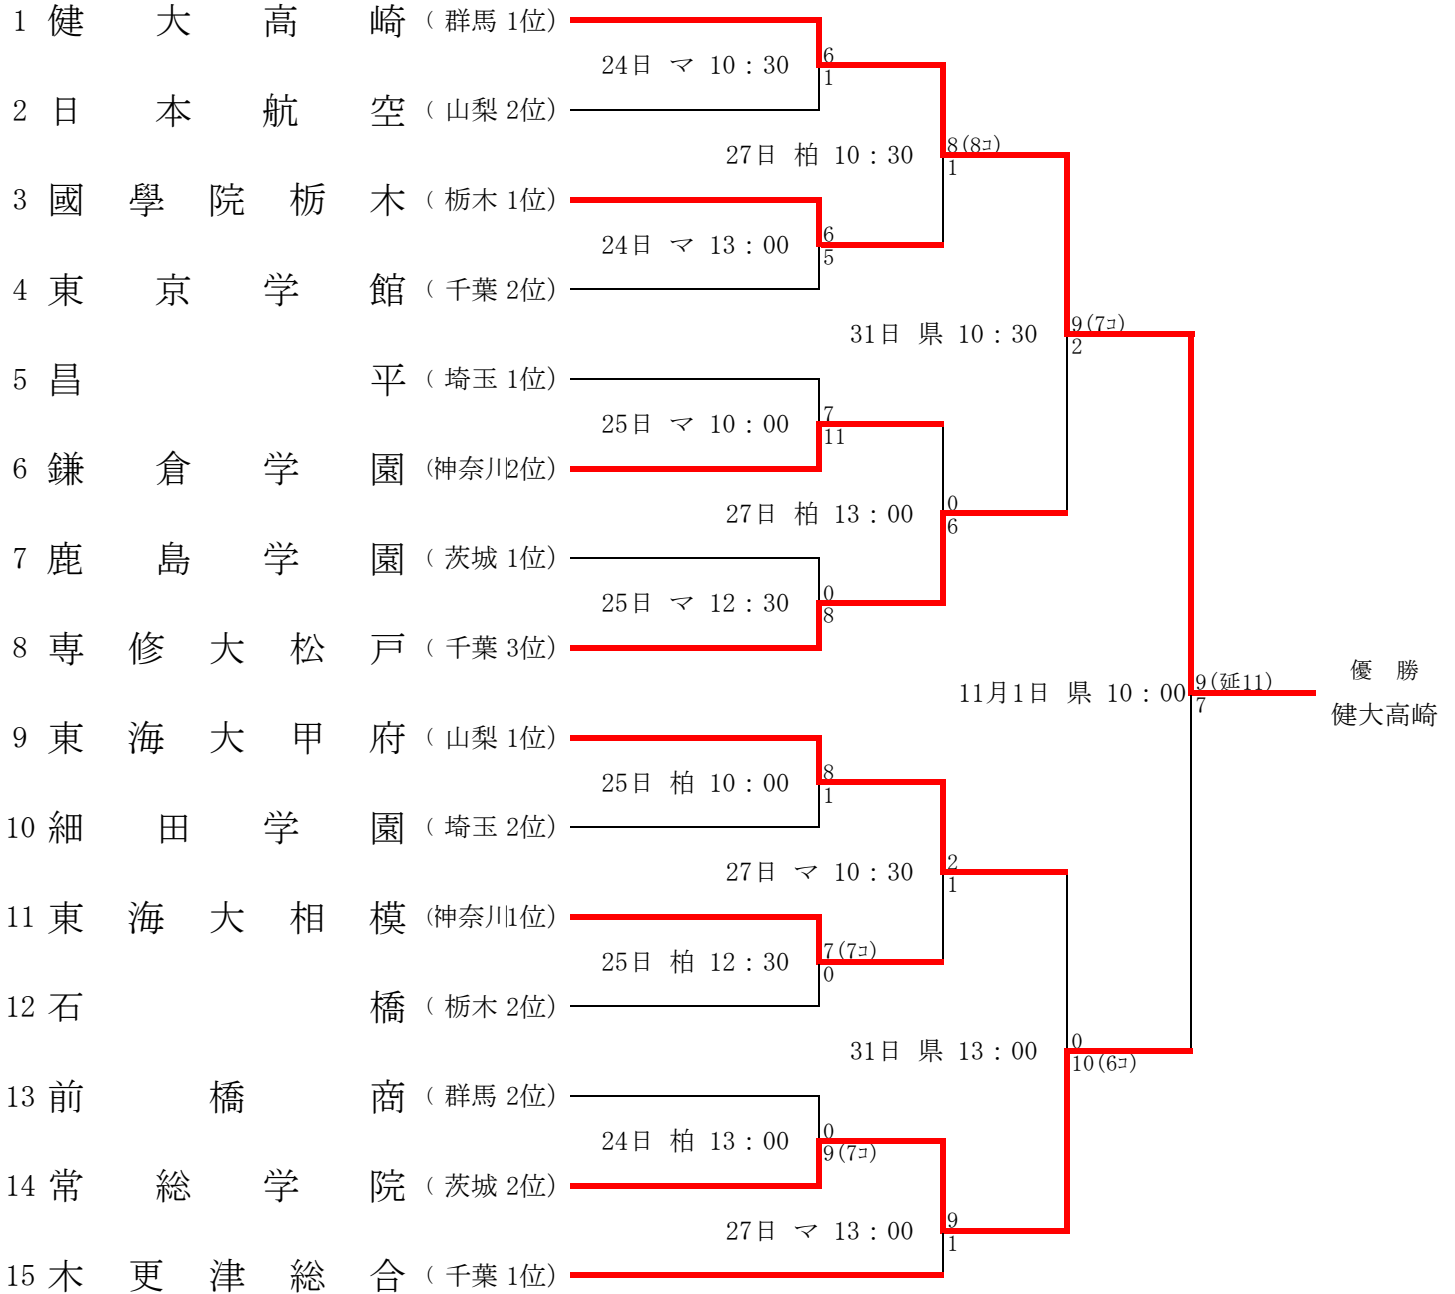 1 健大高崎 ( 群馬 1位)
24日 マ 10：30
6
1
2 日本航空 ( 山梨 2位)
27日 柏 10：30
8(8ｺ)
1
3 國學院栃木 ( 栃木 1位)
24日 マ 13：00
6
5
4 東京学館 ( 千葉 2位)
31日 県 10：30
9(7ｺ)
2
5 昌平 ( 埼玉 1位)
25日 マ 10：00
7
11
6 鎌倉学園 (神奈川2位)
27日 柏 13：00
0
6
7 鹿島学園 ( 茨城 1位)
25日 マ 12：30
0
8
8 専修大松戸 ( 千葉 3位)
11月1日 県 10：00
9(延11)
7
優 勝
健大高崎
9 東海大甲府 ( 山梨 1位)
25日 柏 10：00
8
1
10 細田学園 ( 埼玉 2位)
27日 マ 10：30
2
1
11 東海大相模 (神奈川1位)
25日 柏 12：30
7(7ｺ)
0
12 石橋 ( 栃木 2位)
31日 県 13：00
0
10(6ｺ)
13 前橋商 ( 群馬 2位)
24日 柏 13：00
0
9(7ｺ)
14 常総学院 ( 茨城 2位)
27日 マ 13：00
9
1
15 木更津総合 ( 千葉 1位)